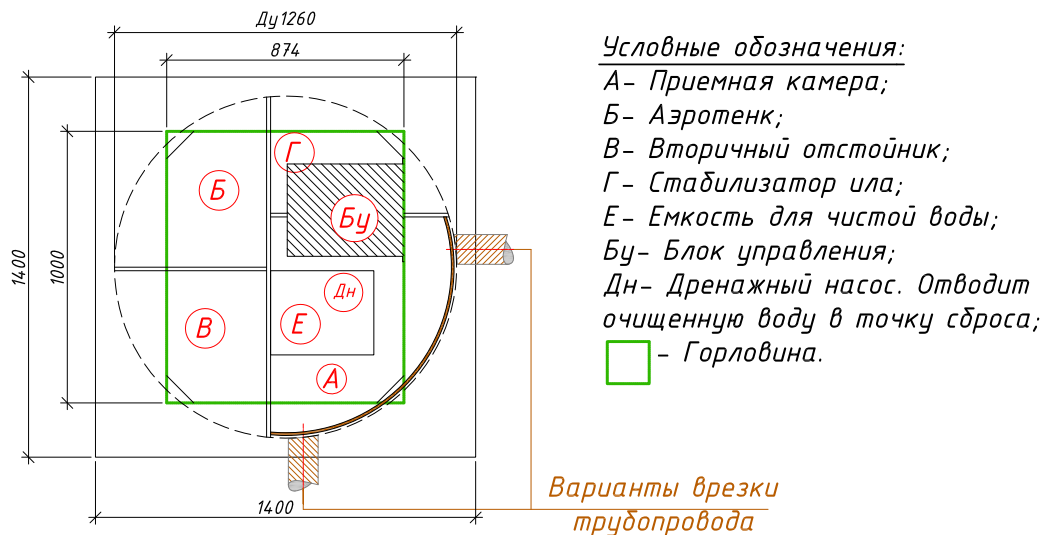 Ду1260
874
1400
1000
Г
Б
Бу
Дн
Е
В
А
1400
Варианты врезки
трубопровода
Условные обозначения:
А- Приемная камера;
Б- Аэротенк;
В- Вторичный отстойник;
Г- Стабилизатор ила;
Е- Емкость для чистой воды;
Бу- Блок управления;
Дн- Дренажный насос. Отводит
очищенную воду в точку сброса;
- Горловина.